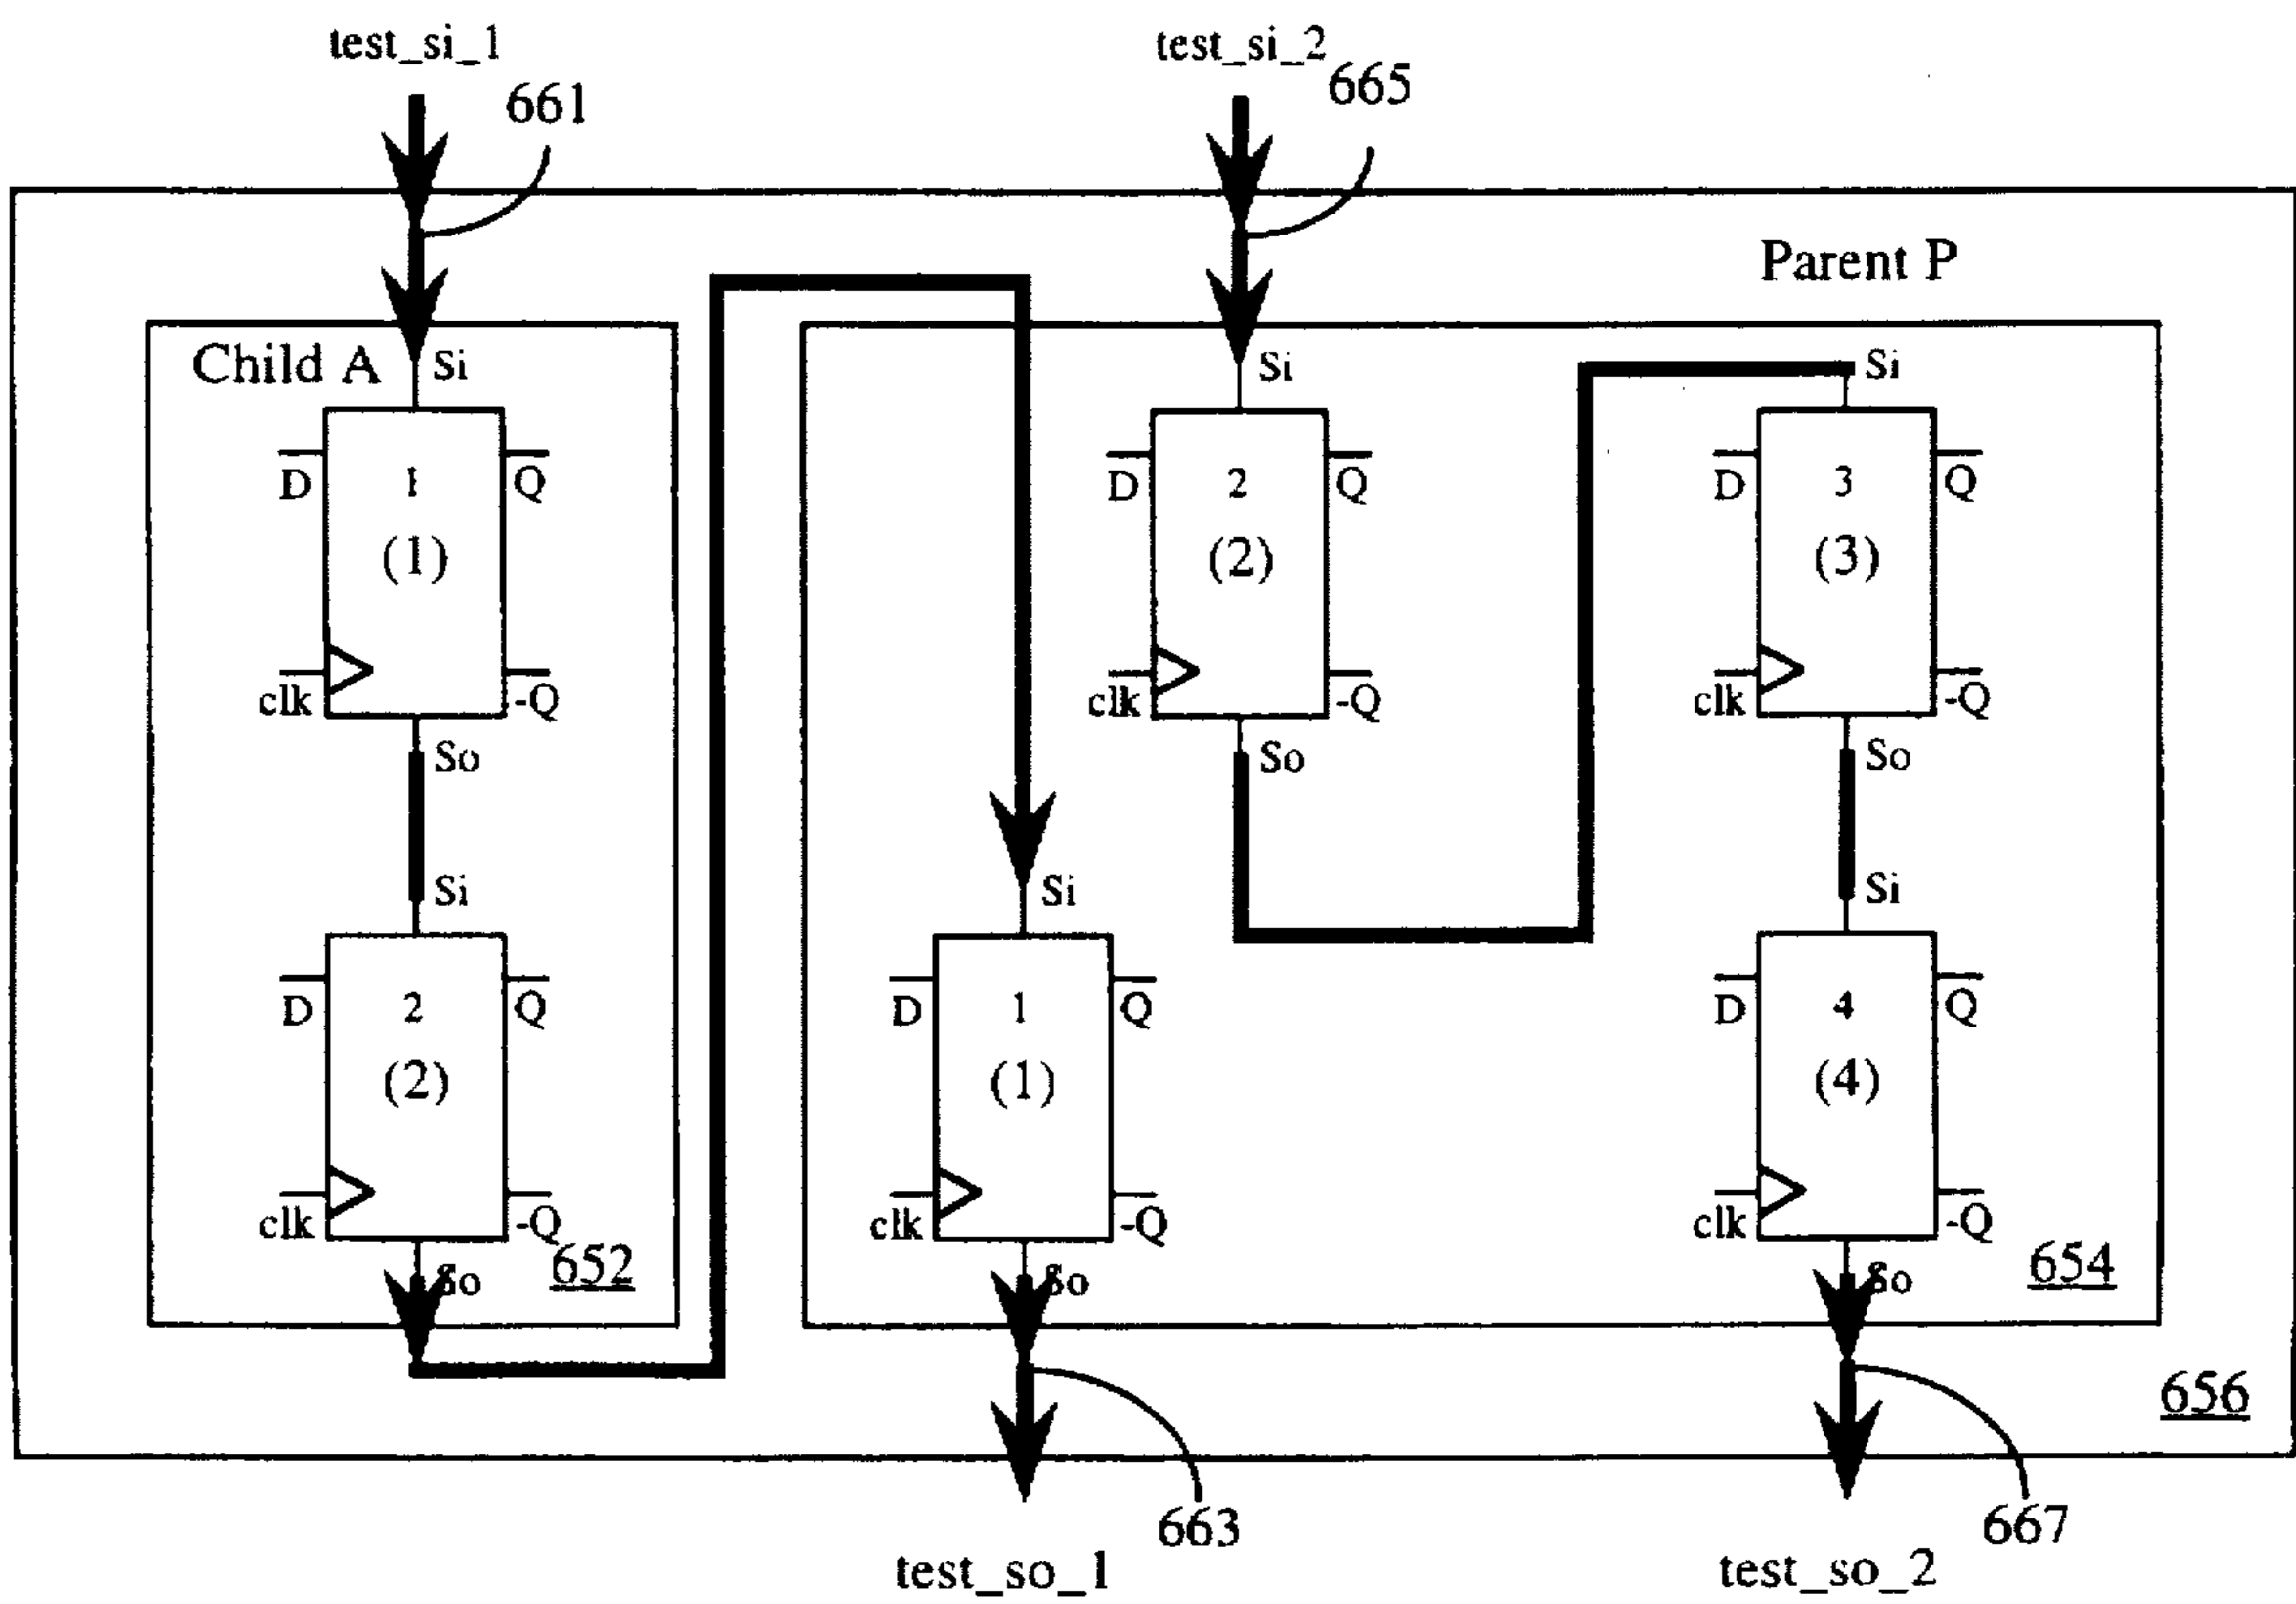 test_si_1
test_si_2
661
665
Parent P
Child A
Si
Si
Si
D
1
Q
(1)
clk
-Q
So
D
2
Q
(2)
clk
-Q
So
D
3
Q
(3)
clk
-Q
So
Si
Si
Si
D
2
Q
(2)
clk
-Q
So
652
D
1
Q
(1)
clk
-Q
So
D
4
Q
(4)
clk
-Q
So
654
656
663
667
test_so_1
test_so_2